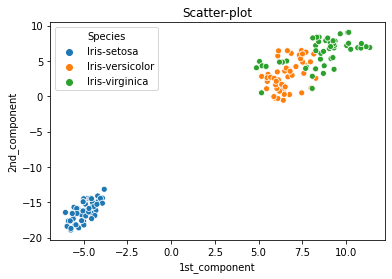 Scatter-plot
10
5
0
−5
−10
−15
−20
2nd_component
Species
Iris-setosa
Iris-versicolor
Iris-virginica
−5.0
−2.5
0.0
2.5
5.0
7.5
10.0
1st_component